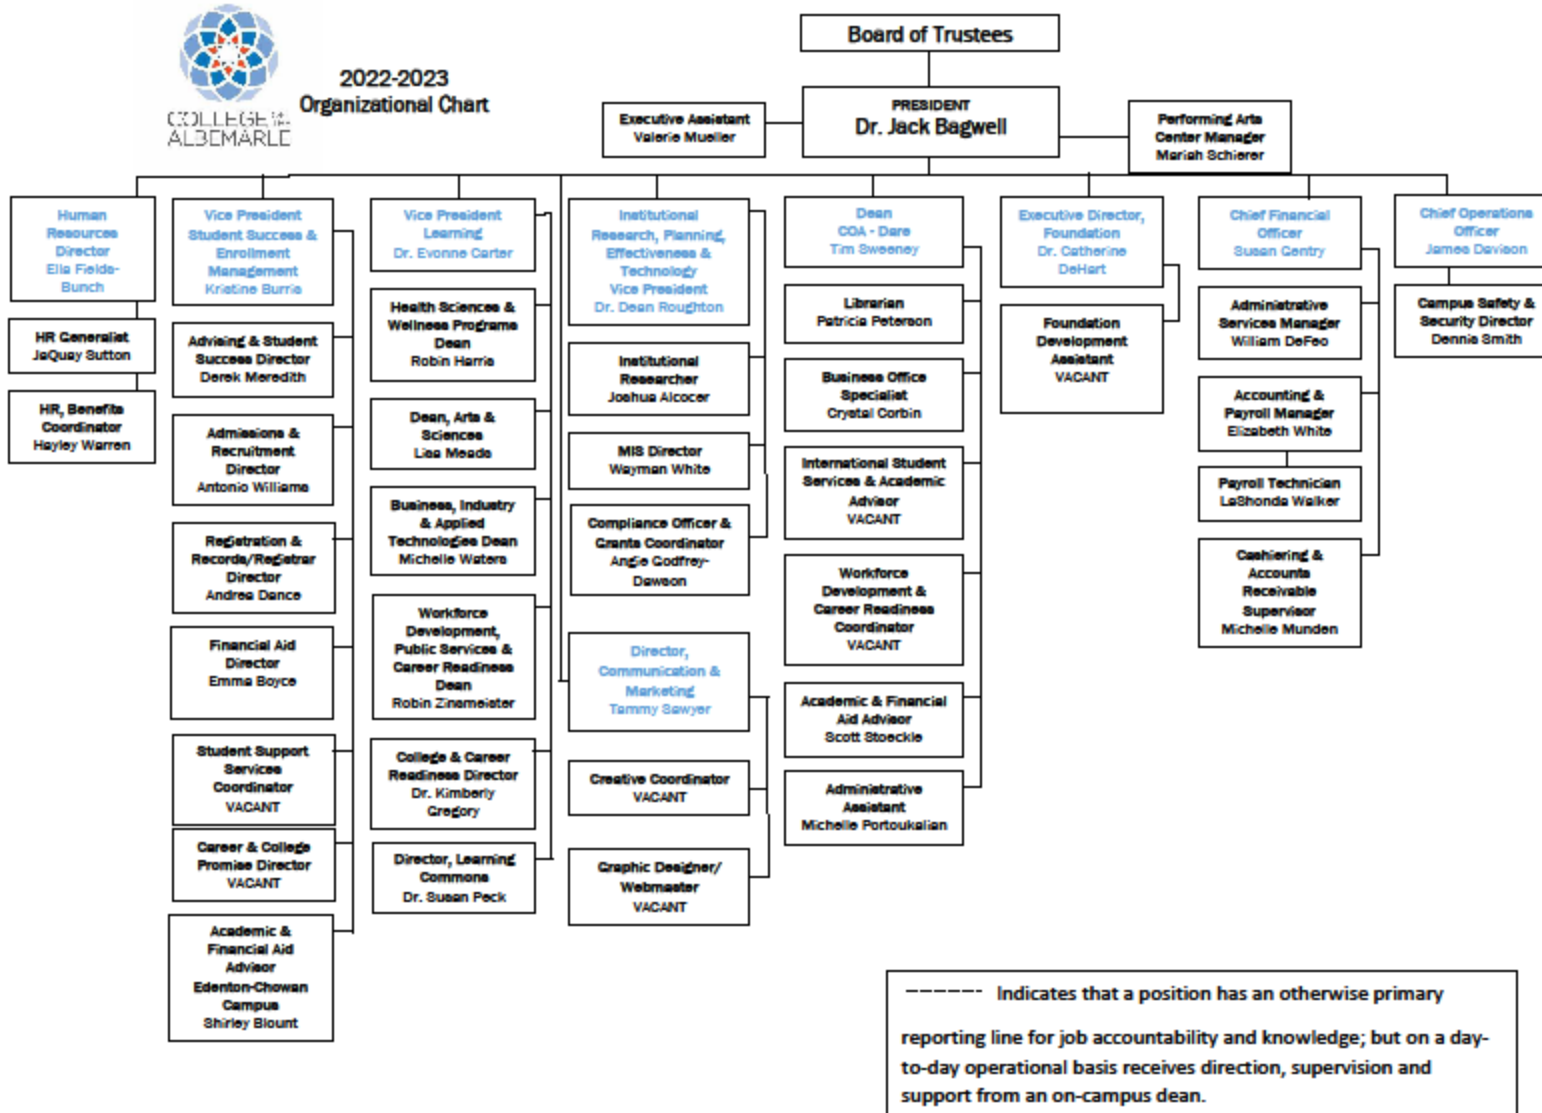 COLLEGE OF THE
ALBEMARLE
2022-2023
Organizational Chart
Board of Trustees
PRESIDENT
Dr. Jack Bagwell
Executive Assistant
Valerie Mueller
Performing Arts
Center Manager
Mariah Schierer
Human
Resources
Director
Ella Fields-
Bunch
HR Generalist
JaQuay Sutton
HR, Benefits
Coordinator
Hayley Warren
Vice President
Student Success &
Enrollment
Management
Kristine Burris
Advising & Student
Success Director
Derek Meredith
Admissions &
Recruitment
Director
Antonio Williams
Registration &
Records/Registrar
Director
Andrea Dance
Financial Aid
Director
Emma Boyce
Student Support
Services
Coordinator
VACANT
Career & College
Promise Director
VACANT
Academic &
Financial Aid
Advisor
Edenton-Chowan
Campus
Shirley Blount
Vice President
Learning
Dr. Evonne Carter
Health Sciences &
Wellness Programs
Dean
Robin Harris
Dean, Arts &
Sciences
Lisa Meads
Business, Industry
& Applied
Technologies Dean
Michelle Waters
Workforce
Development,
Public Services &
Career Readiness
Dean
Robin Zinsmeister
College & Career
Readiness Director
Dr. Kimberly
Gregory
Director, Learning
Commons
Dr. Susan Peck
Institutional
Research, Planning,
Effectiveness &
Technology
Vice President
Dr. Dean Roughton
Institutional
Researcher
Joshua Alcocer
MIS Director
Wayman White
Compliance Officer &
Grants Coordinator
Angie Godfrey-
Dawson
Director,
Communication &
Marketing
Tammy Sawyer
Creative Coordinator
VACANT
Graphic Designer/
Webmaster
VACANT
Dean
COA - Dare
Tim Sweeney
Librarian
Patricia Peterson
Business Office
Specialist
Crystal Corbin
International Student
Services & Academic
Advisor
VACANT
Workforce
Development &
Career Readiness
Coordinator
VACANT
Academic & Financial
Aid Advisor
Scott Stoeckle
Administrative
Assistant
Michelle Portoukalian
Executive Director,
Foundation
Dr. Catherine
DeHart
Foundation
Development
Assistant
VACANT
Chief Financial
Officer
Susan Gentry
Administrative
Services Manager
William DeFeo
Accounting &
Payroll Manager
Elizabeth White
Payroll Technician
LaShonda Walker
Cashiering &
Accounts
Receivable
Supervisor
Michelle Munden
Chief Operations
Officer
James Davison
Campus Safety &
Security Director
Dennis Smith
------ Indicates that a position has an otherwise primary
reporting line for job accountability and knowledge; but on a day-
to-day operational basis receives direction, supervision and
support from an on-campus dean.